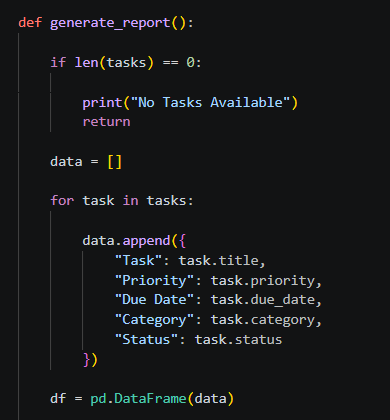 def generate_report():
if len(tasks) == 0:
print("No Tasks Available")
return
data = []
for task in tasks:
data.append({
"Task": task.title,
"Priority": task.priority,
"Due Date": task.due_date,
"Category": task.category,
"Status": task.status
})
df = pd.DataFrame(data)